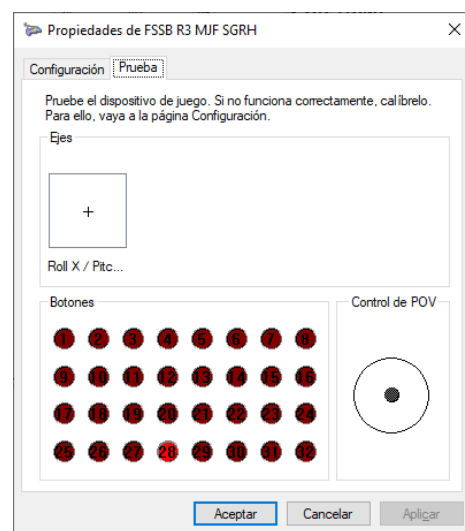 Propiedades de FSSB R3 MJF SGRH
Configuración Prueba
Pruebe el dispositivo de juego. Si no funciona correctamente, calíbrelo.
Para ello, vaya a la página Configuración.
Ejes
Roll X / Pitc...
Botones Control de POV
1 2 3 4 5 6 7 8
9 10 11 12 13 14 15 16
17 18 19 20 21 22 23 24
25 26 27 28 29 30 31 32
Aceptar Cancelar Aplicar